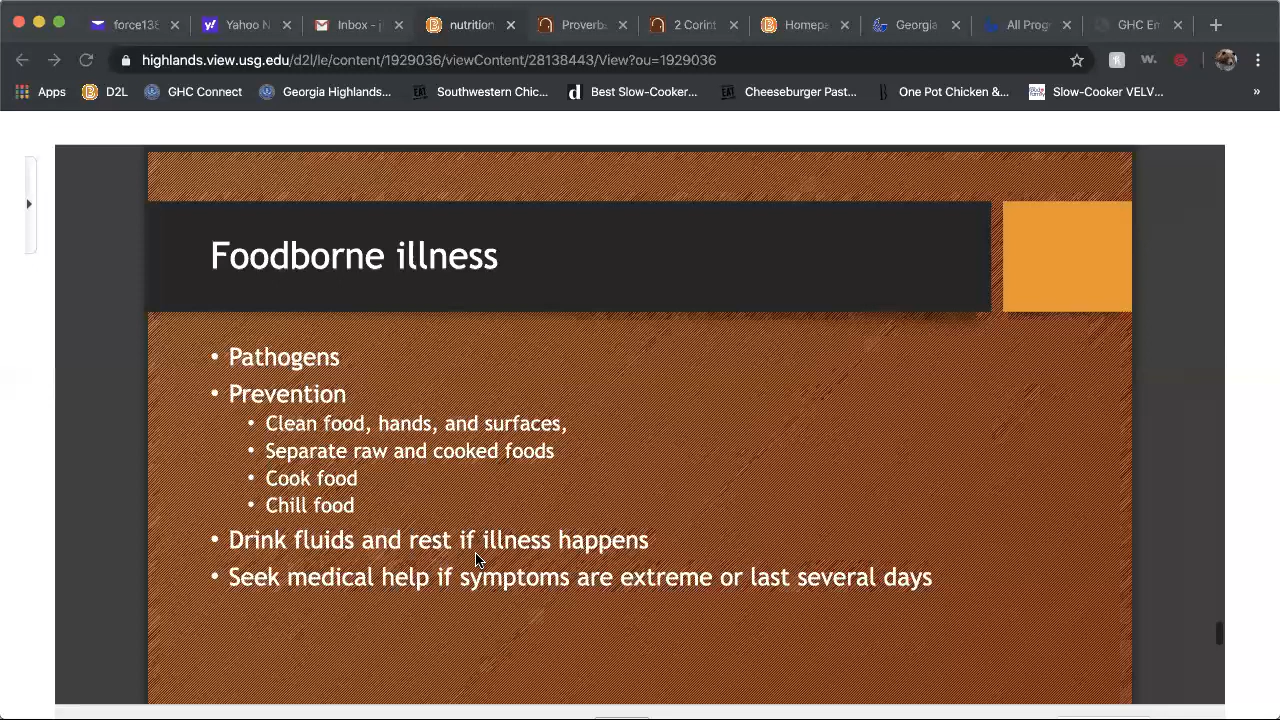 force138
Yahoo N
Inbox - j
nutrition
Proverb
2 Corint
Homepa
Georgia
All Prog
GHC En
highlands.view.usg.edu/d2l/le/content/1929036/viewContent/28138443/View?ou=1929036
Apps
D2L
GHC Connect
Georgia Highlands...
Southwestern Chic...
Best Slow-Cooker...
Cheeseburger Past...
One Pot Chicken &...
Slow-Cooker VELV...
»
Foodborne illness
• Pathogens
• Prevention
• Clean food, hands, and surfaces,
• Separate raw and cooked foods
• Cook food
• Chill food
• Drink fluids and rest if illness happens
• Seek medical help if symptoms are extreme or last several days